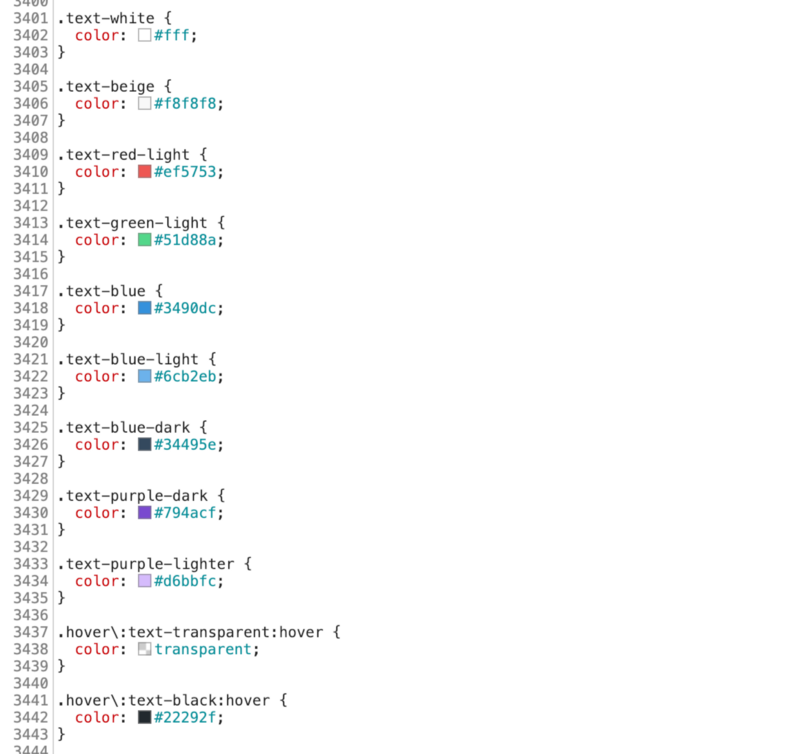 3400
3401 .text-white {
3402   color: #fff;
3403 }
3404
3405 .text-beige {
3406   color: #f8f8f8;
3407 }
3408
3409 .text-red-light {
3410   color: #ef5753;
3411 }
3412
3413 .text-green-light {
3414   color: #51d88a;
3415 }
3416
3417 .text-blue {
3418   color: #3490dc;
3419 }
3420
3421 .text-blue-light {
3422   color: #6cb2eb;
3423 }
3424
3425 .text-blue-dark {
3426   color: #34495e;
3427 }
3428
3429 .text-purple-dark {
3430   color: #794acf;
3431 }
3432
3433 .text-purple-lighter {
3434   color: #d6bbfc;
3435 }
3436
3437 .hover\:text-transparent:hover {
3438   color: transparent;
3439 }
3440
3441 .hover\:text-black:hover {
3442   color: #22292f;
3443 }
3444